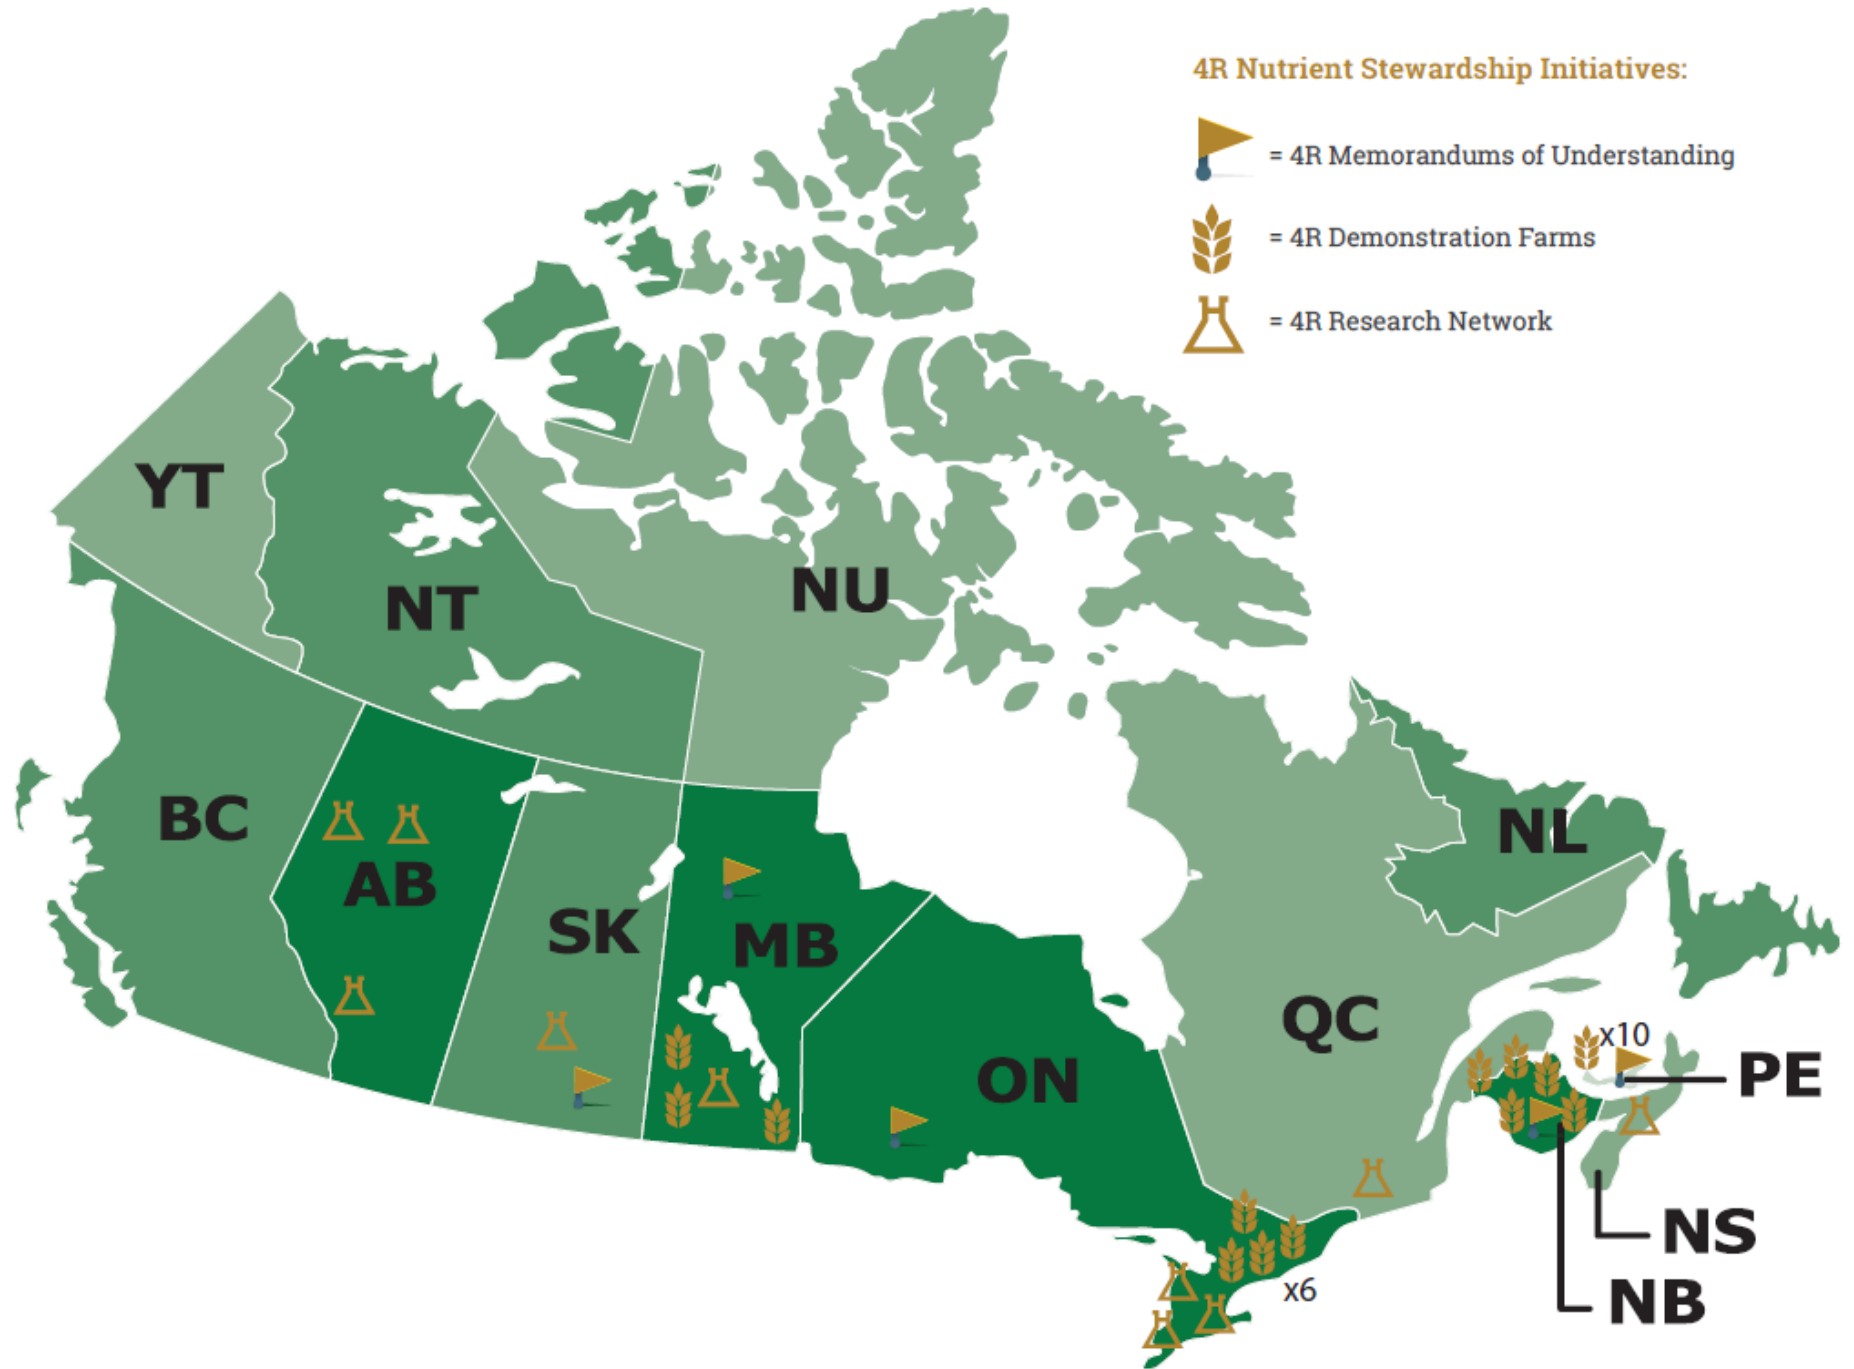 4R Nutrient Stewardship Initiatives:
= 4R Memorandums of Understanding
= 4R Demonstration Farms
= 4R Research Network
YT
NT
NU
BC
AB
SK
MB
ON
QC
NL
x10
PE
NS
NB
x6